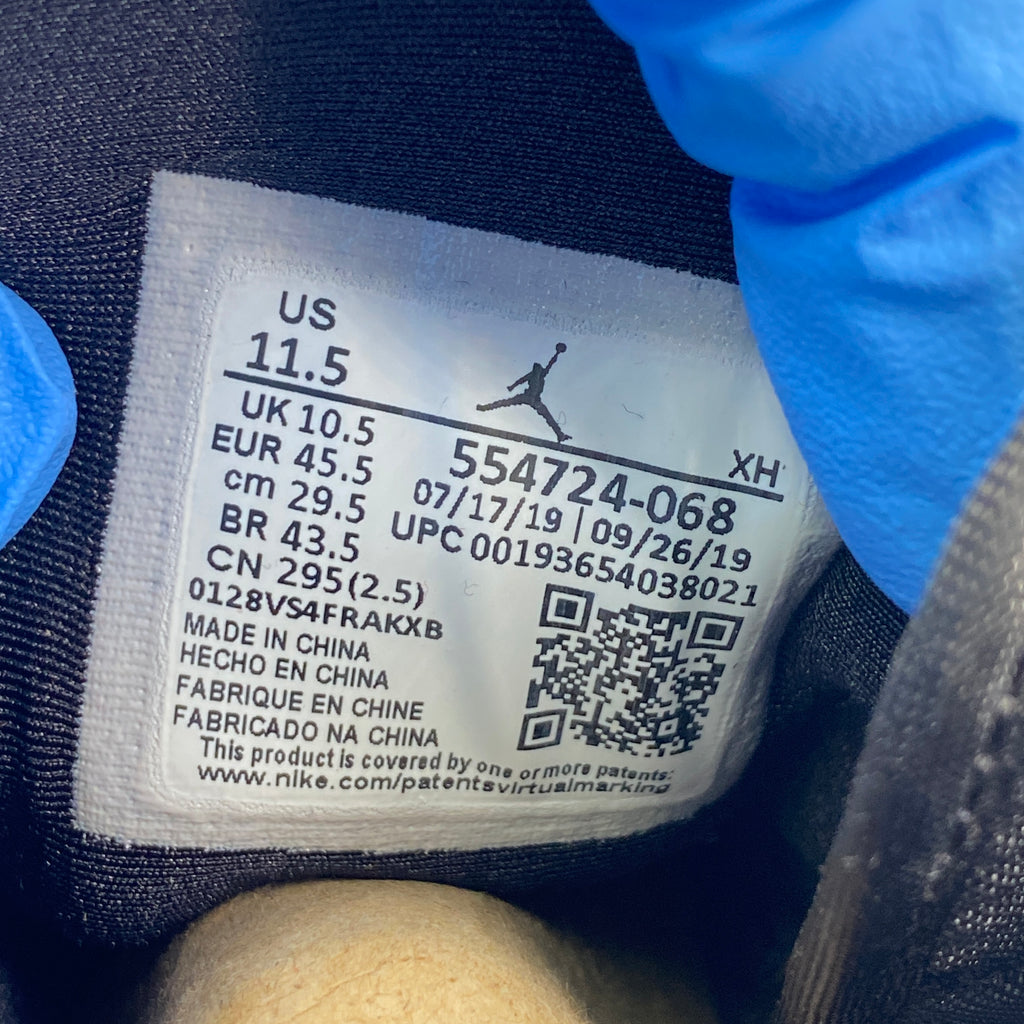 US
11.5
XH
UK 10.5
EUR 45.5
cm 29.5
BR 43.5
CN 295(2.5)
554724-068
07/17/19 | 09/26/19
UPC 00193654038021
0128VS4FRAKXB
MADE IN CHINA
HECHO EN CHINA
FABRIQUE EN CHINE
FABRICADO NA CHINA
This product is covered by one or more patents:
www.nike.com/patentsvirtualmarking